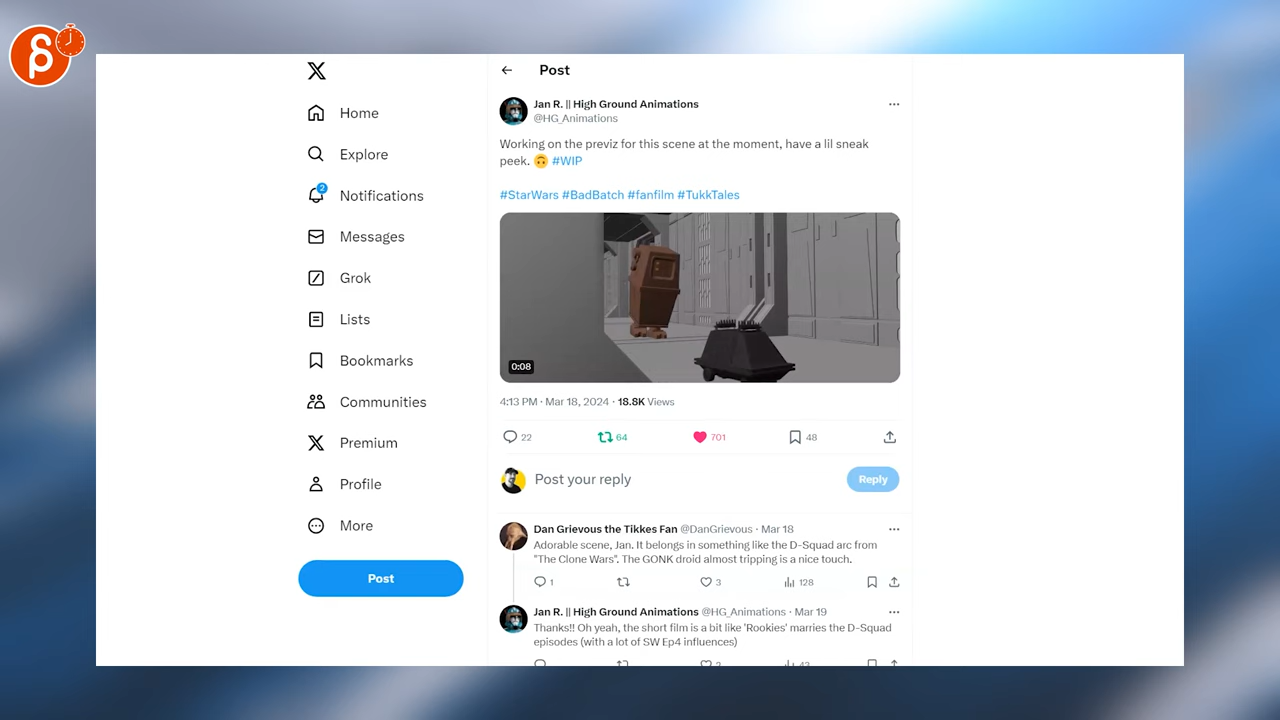 Home
Explore
2
Notifications
Messages
Grok
Lists
Bookmarks
Communities
Premium
Profile
More
Post
Post
Jan R. || High Ground Animations
@HG_Animations
Working on the previz for this scene at the moment, have a lil sneak
peek. 🙃 #WIP
#StarWars #BadBatch #fanfilm #TukkTales
0:08
4:13 PM · Mar 18, 2024 · 18.8K Views
22 64 701 48
Post your reply
Reply
Dan Grievous the Tikkes Fan @DanGrievous · Mar 18
Adorable scene, Jan. It belongs in something like the D-Squad arc from
"The Clone Wars". The GONK droid almost tripping is a nice touch.
1 3 128
Jan R. || High Ground Animations @HG_Animations · Mar 19
Thanks!! Oh yeah, the short film is a bit like 'Rookies' marries the D-Squad
episodes (with a lot of SW Ep4 influences)